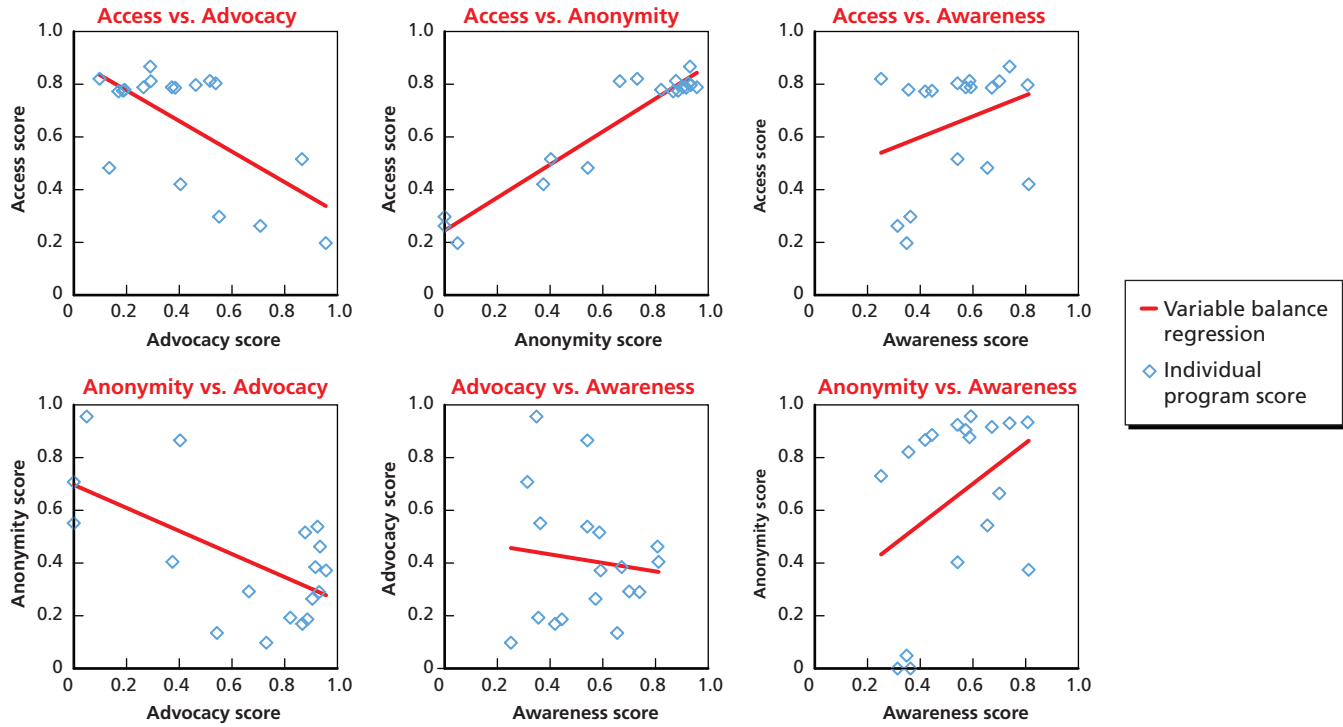 Access vs. Advocacy
Access score
1.0
0.8
0.6
0.4
0.2
0
0 0.2 0.4 0.6 0.8 1.0
Advocacy score
Access vs. Anonymity
Access score
1.0
0.8
0.6
0.4
0.2
0
0 0.2 0.4 0.6 0.8 1.0
Anonymity score
Access vs. Awareness
Access score
1.0
0.8
0.6
0.4
0.2
0
0 0.2 0.4 0.6 0.8 1.0
Awareness score
Variable balance
regression
Individual
program score
Anonymity vs. Advocacy
Anonymity score
1.0
0.8
0.6
0.4
0.2
0
0 0.2 0.4 0.6 0.8 1.0
Advocacy score
Advocacy vs. Awareness
Advocacy score
1.0
0.8
0.6
0.4
0.2
0
0 0.2 0.4 0.6 0.8 1.0
Awareness score
Anonymity vs. Awareness
Anonymity score
1.0
0.8
0.6
0.4
0.2
0
0 0.2 0.4 0.6 0.8 1.0
Awareness score